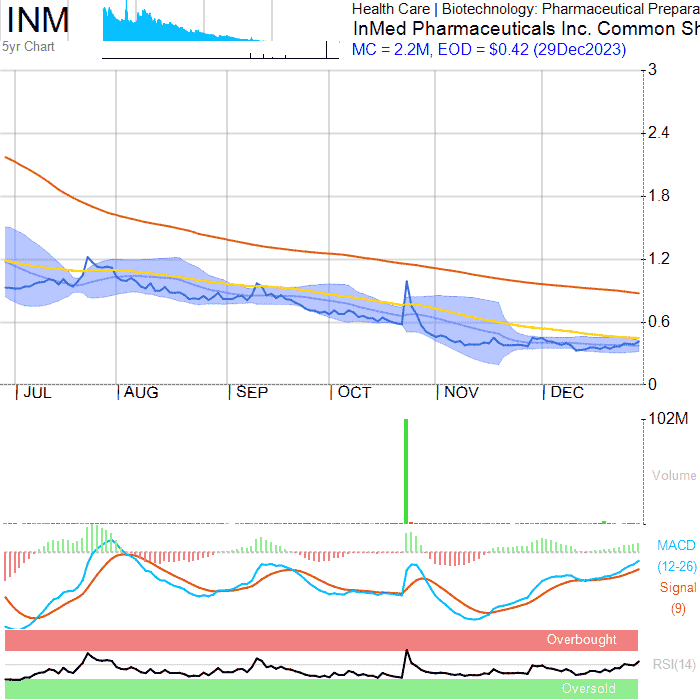 INM
5yr Chart
Health Care | Biotechnology: Pharmaceutical Prepara
InMed Pharmaceuticals Inc. Common Sh
MC = 2.2M, EOD = $0.42 (29Dec2023)
3
2.4
1.8
1.2
0.6
0
JUL AUG SEP OCT NOV DEC
102M
Volume
MACD
(12-26)
Signal
(9)
Overbought
RSI(14)
Oversold